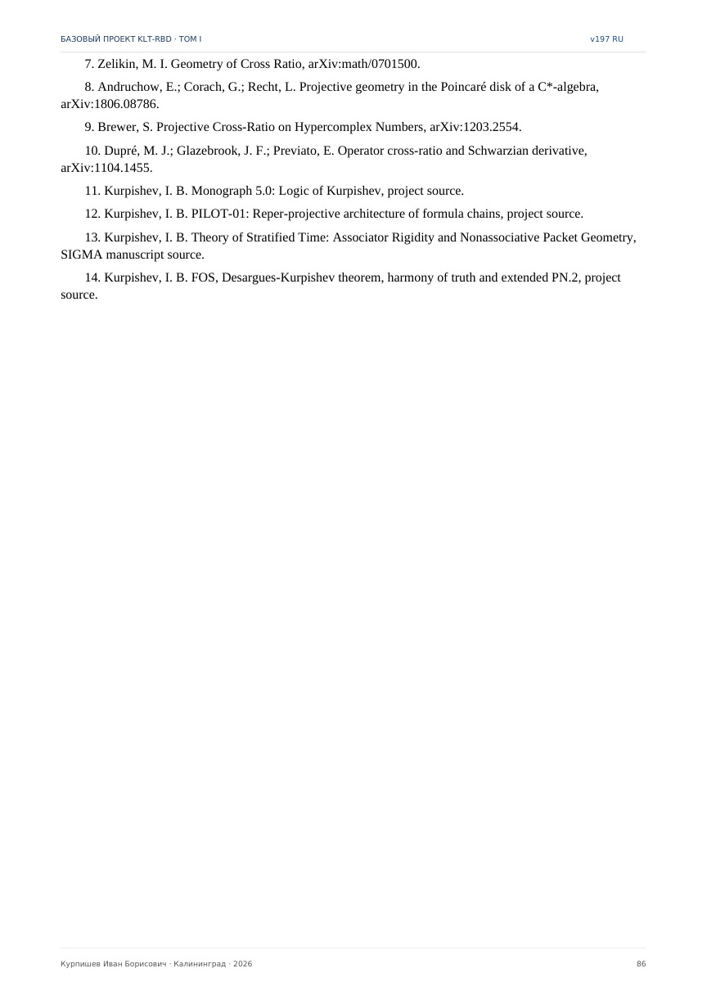 БАЗОВЫЙ ПРОЕКТ KLT-RBD · ТОМ I
v197 RU
7. Zelikin, M. I. Geometry of Cross Ratio, arXiv:math/0701500.
8. Andruchow, E.; Corach, G.; Recht, L. Projective geometry in the Poincaré disk of a C*-algebra,
arXiv:1806.08786.
9. Brewer, S. Projective Cross-Ratio on Hypercomplex Numbers, arXiv:1203.2554.
10. Dupré, M. J.; Glazebrook, J. F.; Previato, E. Operator cross-ratio and Schwarzian derivative,
arXiv:1104.1455.
11. Kurpishev, I. B. Monograph 5.0: Logic of Kurpishev, project source.
12. Kurpishev, I. B. PILOT-01: Reper-projective architecture of formula chains, project source.
13. Kurpishev, I. B. Theory of Stratified Time: Associator Rigidity and Nonassociative Packet Geometry,
SIGMA manuscript source.
14. Kurpishev, I. B. FOS, Desargues-Kurpishev theorem, harmony of truth and extended PN.2, project
source.
Курпишев Иван Борисович · Калининград · 2026
86